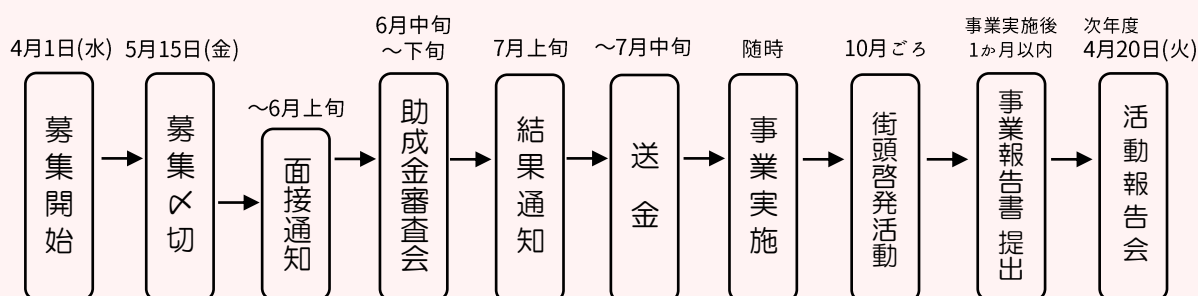 4月1日(水)
募集開始
5月15日(金)
募集〆切
〜6月上旬
面接通知
6月中旬
〜下旬
助成金審査会
7月上旬
結果通知
〜7月中旬
送金
随時
事業実施
10月ごろ
街頭啓発活動
事業実施後
1か月以内
事業報告書 提出
次年度
4月20日(火)
活動報告会